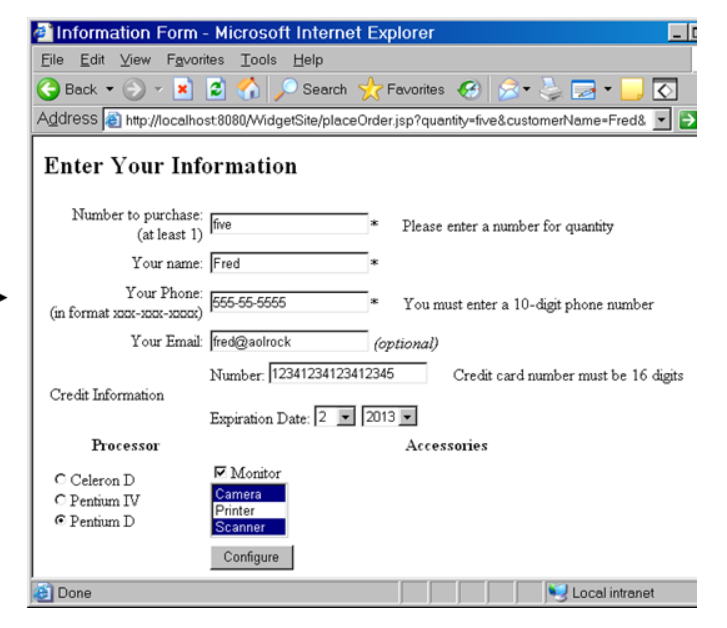 Information Form - Microsoft Internet Explorer
File Edit View Favorites Tools Help
Back Search Favorites
Address http://localhost:8080/WidgetSite/placeOrder.jsp?quantity=five&customerName=Fred&
Enter Your Information
Number to purchase: five * Please enter a number for quantity
(at least 1)
Your name: Fred *
Your Phone: 555-55-5555 * You must enter a 10-digit phone number
(in format xxx-xxx-xxxx)
Your Email: fred@aolrock (optional)
Number: 12341234123412345 Credit card number must be 16 digits
Credit Information
Expiration Date: 2 2013
Processor Accessories
Celeron D Monitor
Pentium IV Camera
Pentium D Printer
Scanner
Configure
Done Local intranet